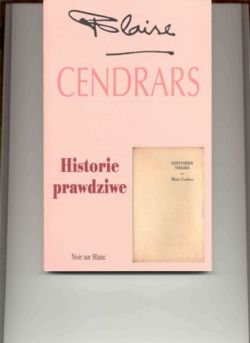 Blaise
CENDRARS
Historie
prawdziwe
HISTOIRES
VRAIES
Blaise Cendrars
Noir sur Blanc